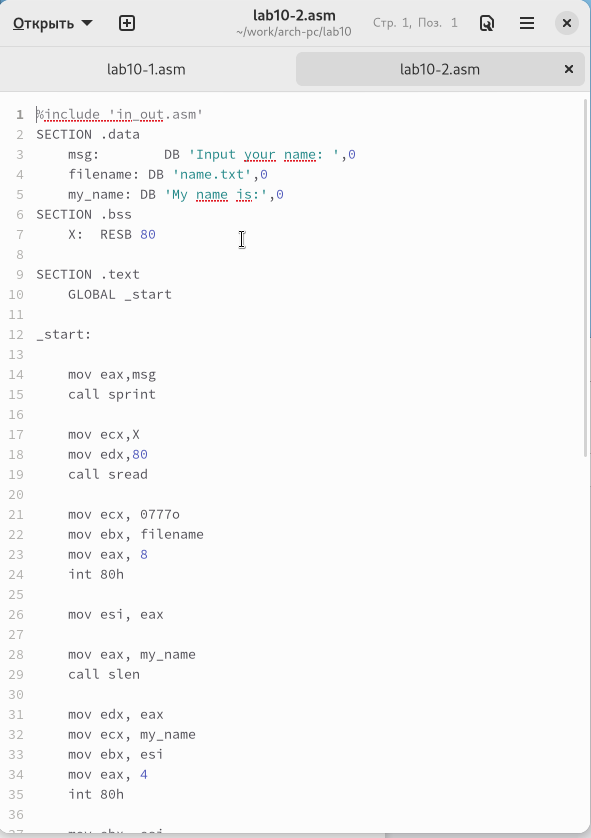 Открыть
lab10-2.asm
~/work/arch-pc/lab10
Стр. 1, Поз. 1
lab10-1.asm
lab10-2.asm
1 %include 'in_out.asm'
2 SECTION .data
3 msg: DB 'Input your name: ',0
4 filename: DB 'name.txt',0
5 my_name: DB 'My name is:',0
6 SECTION .bss
7 X: RESB 80
8
9 SECTION .text
10 GLOBAL _start
11
12 _start:
13
14 mov eax,msg
15 call sprint
16
17 mov ecx,X
18 mov edx,80
19 call sread
20
21 mov ecx, 0777o
22 mov ebx, filename
23 mov eax, 8
24 int 80h
25
26 mov esi, eax
27
28 mov eax, my_name
29 call slen
30
31 mov edx, eax
32 mov ecx, my_name
33 mov ebx, esi
34 mov eax, 4
35 int 80h
36